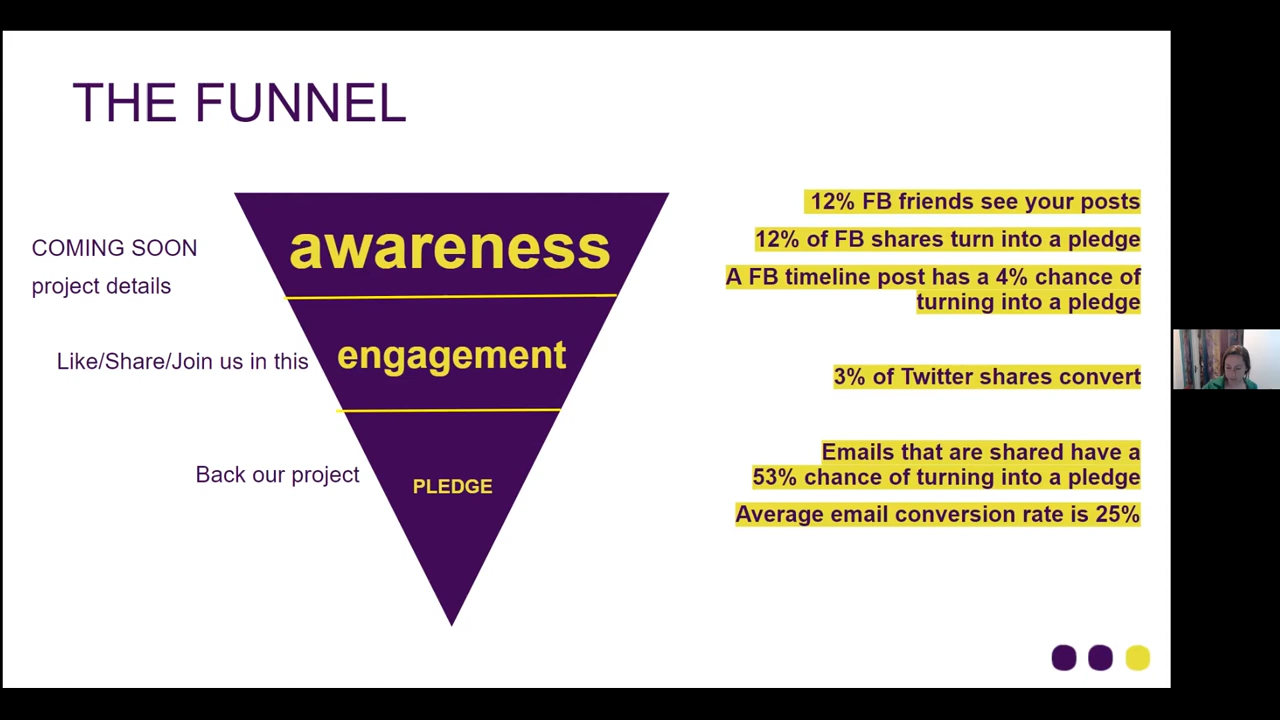 THE FUNNEL
COMING SOON
project details
Like/Share/Join us in this
Back our project
awareness
engagement
PLEDGE
12% FB friends see your posts
12% of FB shares turn into a pledge
A FB timeline post has a 4% chance of
turning into a pledge
3% of Twitter shares convert
Emails that are shared have a
53% chance of turning into a pledge
Average email conversion rate is 25%